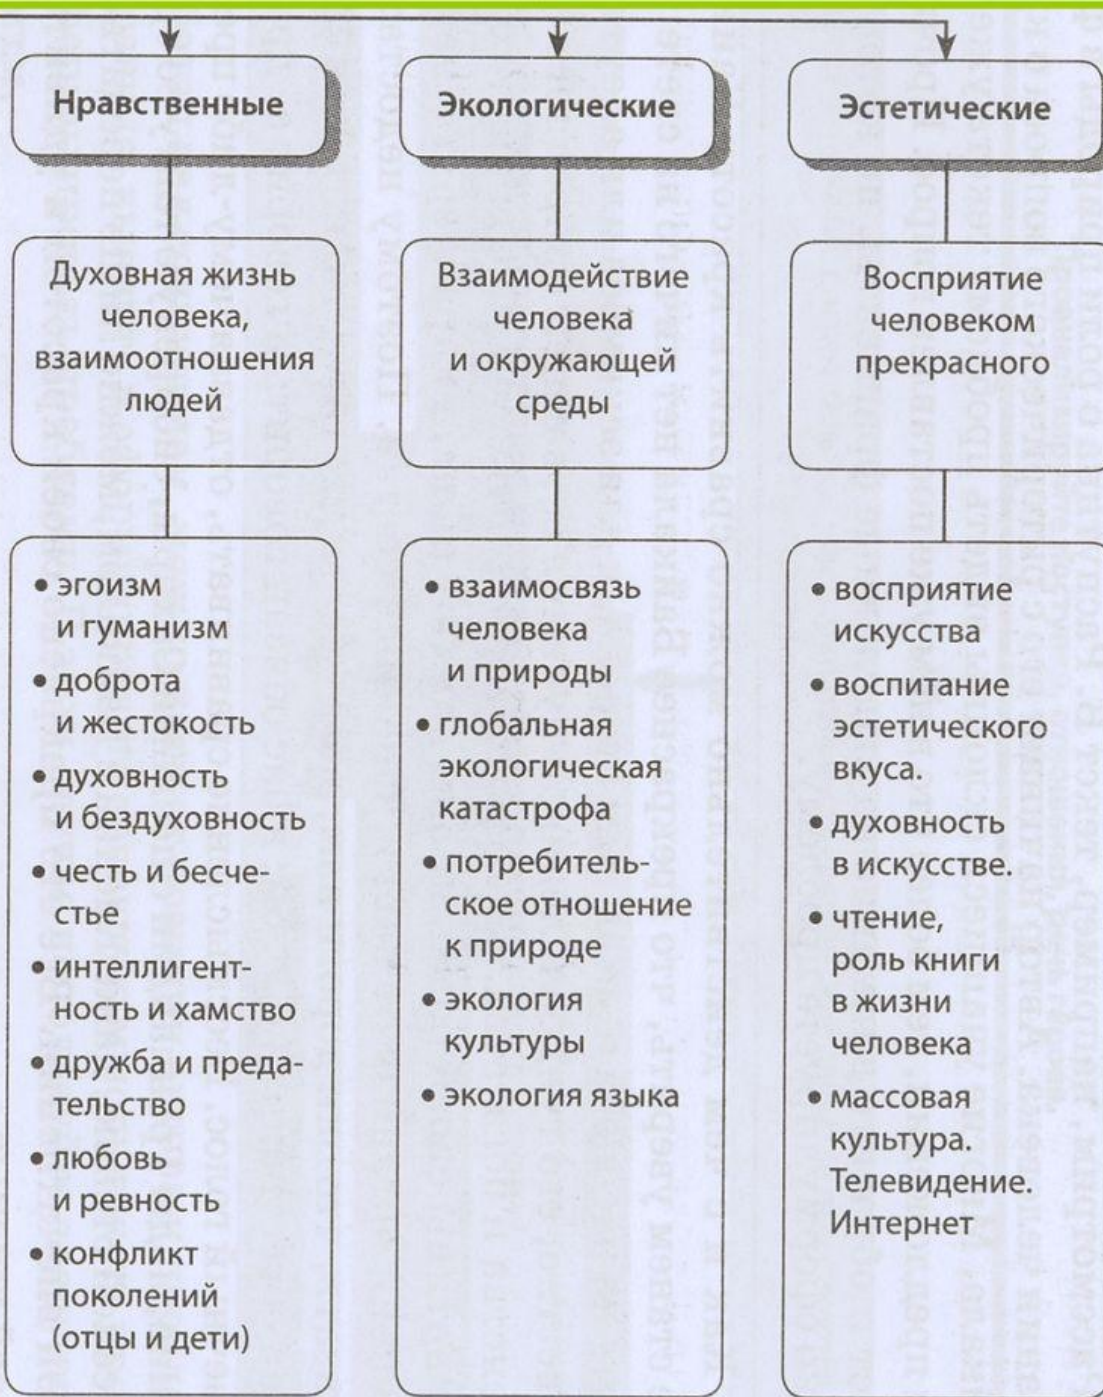 Нравственные
Духовная жизнь
человека,
взаимоотношения
людей
• эгоизм
и гуманизм
• доброта
и жестокость
• духовность
и бездуховность
• честь и бесче-
стье
• интеллигент-
ность и хамство
• дружба и преда-
тельство
• любовь
и ревность
• конфликт
поколений
(отцы и дети)
Экологические
Взаимодействие
человека
и окружающей
среды
• взаимосвязь
человека
и природы
• глобальная
экологическая
катастрофа
• потребитель-
ское отношение
к природе
• экология
культуры
• экология языка
Эстетические
Восприятие
человеком
прекрасного
• восприятие
искусства
• воспитание
эстетического
вкуса.
• духовность
в искусстве.
• чтение,
роль книги
в жизни
человека
• массовая
культура.
Телевидение.
Интернет